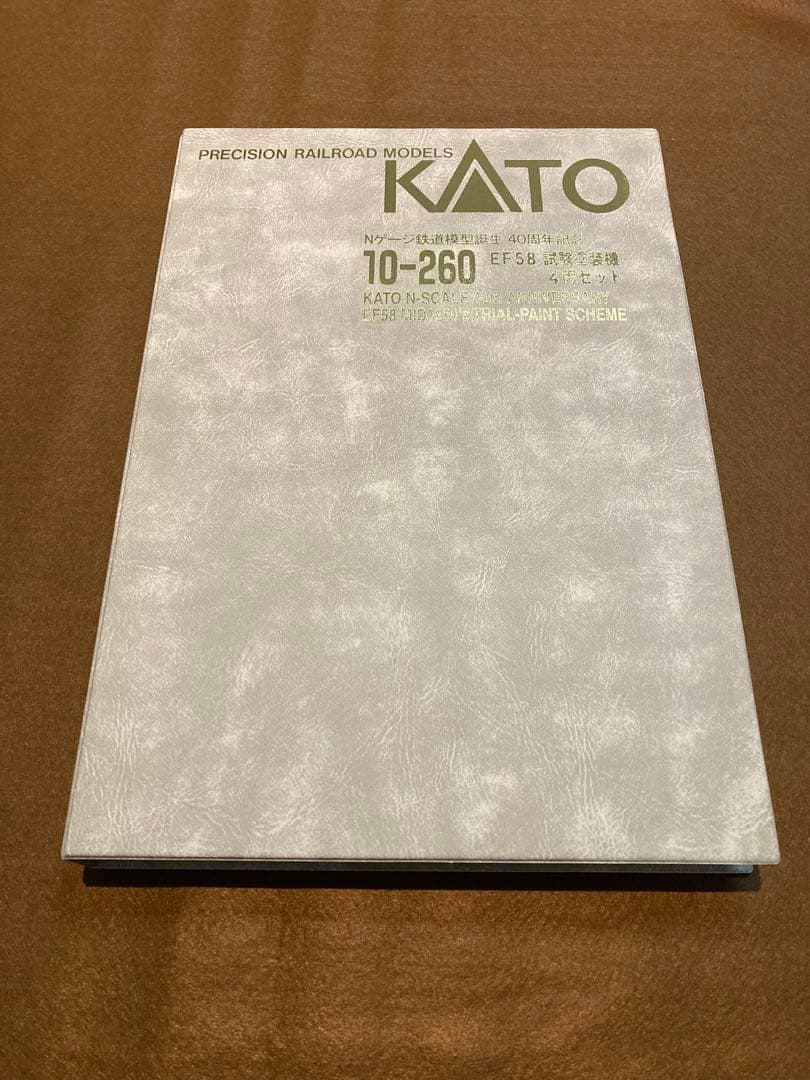 PRECISION RAILROAD MODELS
KATO
Nゲージ鉄道模型誕生 40周年記念
10-260 EF58 試験塗装機
4両セット
KATO N-SCALE 40th ANNIVERSARY
EF58 TRIAL-PAINT SCHEME